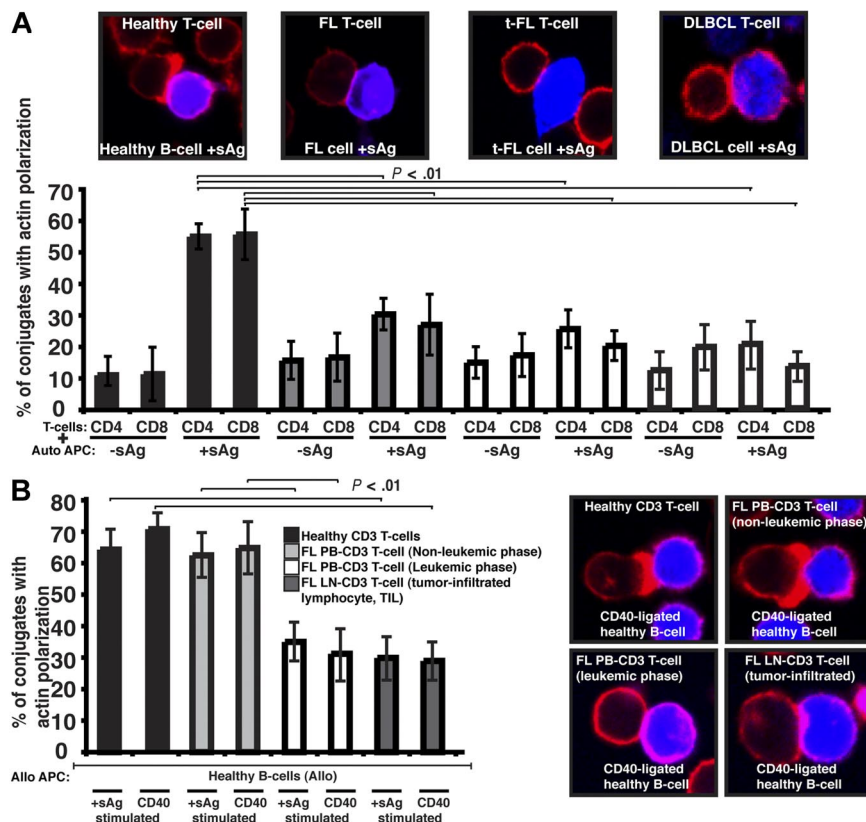 A
Healthy T-cell
Healthy B-cell +sAg
FL T-cell
FL cell +sAg
t-FL T-cell
t-FL cell +sAg
DLBCL T-cell
DLBCL cell +sAg
% of conjugates with actin polarization
70
60
50
40
30
20
10
0
P < .01
T-cells: CD4 CD8 CD4 CD8 CD4 CD8 CD4 CD8 CD4 CD8 CD4 CD8 CD4 CD8 CD4 CD8
+
Auto APC: -sAg +sAg -sAg +sAg -sAg +sAg -sAg +sAg
B
% of conjugates with
actin polarization
80
70
60
50
40
30
20
10
0
P < .01
Healthy CD3 T-cells
FL PB-CD3 T-cell (Non-leukemic phase)
FL PB-CD3 T-cell (Leukemic phase)
FL LN-CD3 T-cell (tumor-infiltrated
lymphocyte, TIL)
Allo APC: Healthy B-cells (Allo)
+sAg CD40 +sAg CD40 +sAg CD40 +sAg CD40
stimulated stimulated stimulated stimulated
Healthy CD3 T-cell
CD40-ligated
healthy B-cell
FL PB-CD3 T-cell
(non-leukemic phase)
CD40-ligated
healthy B-cell
FL PB-CD3 T-cell
(leukemic phase)
CD40-ligated
healthy B-cell
FL LN-CD3 T-cell
(tumor-infiltrated)
CD40-ligated
healthy B-cell